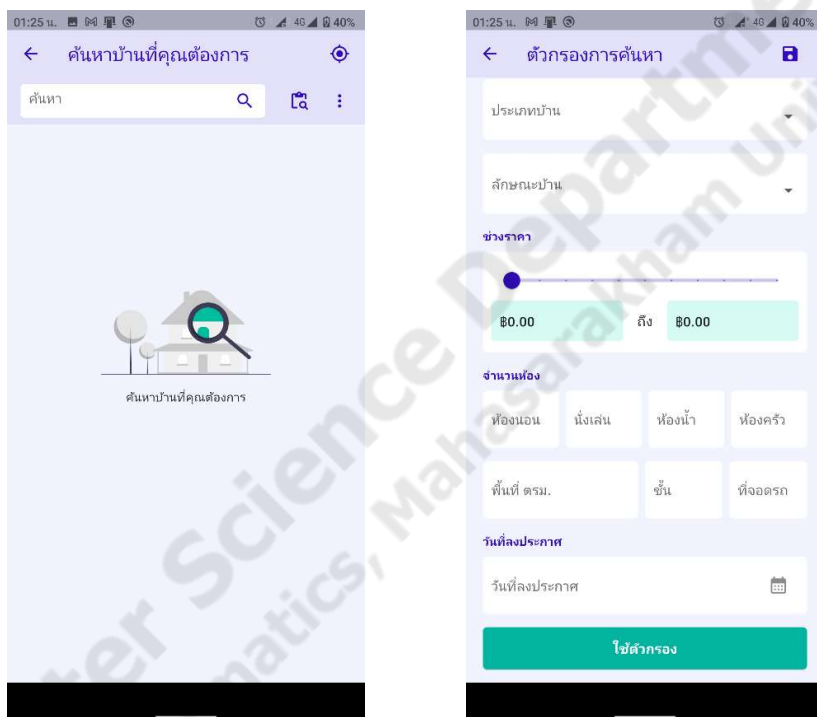 01:25 น. 4G 40%
ค้นหาบ้านที่คุณต้องการ
ค้นหา
ค้นหาบ้านที่คุณต้องการ
01:25 น. 4G 40%
ตัวกรองการค้นหา
ประเภทบ้าน
ลักษณะบ้าน
ช่วงราคา
฿0.00 ถึง ฿0.00
จำนวนห้อง
ห้องนอน นั่งเล่น ห้องน้ำ ห้องครัว
พื้นที่ ตรม. ชั้น ที่จอดรถ
วันที่ลงประกาศ
วันที่ลงประกาศ
ใช้ตัวกรอง
ter Science Departme
matics, Mahasarakham Uni